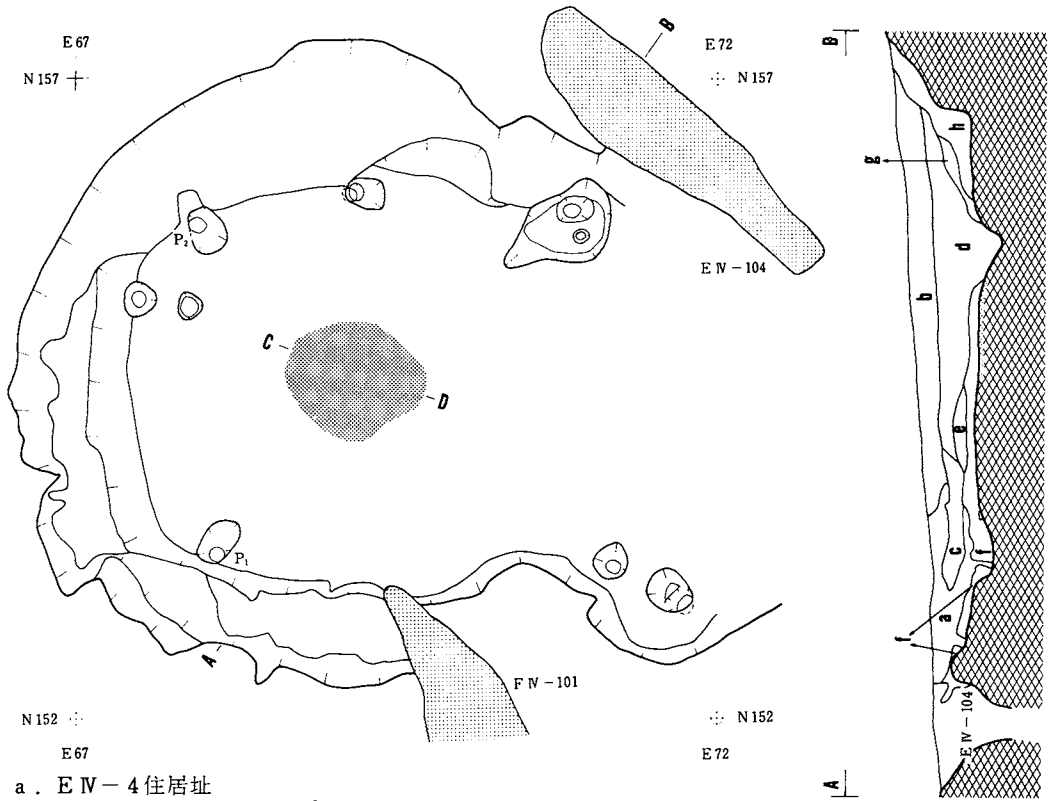 E 67
N 157
B
E 72
N 157
P₂
E Ⅳ－104
C
D
P₁
A
F Ⅳ－101
N 152
E 67
N 152
E 72
a．E Ⅳ－4住居址
B
h
g
d
b
e
c
f
a
f
E Ⅳ－104
A